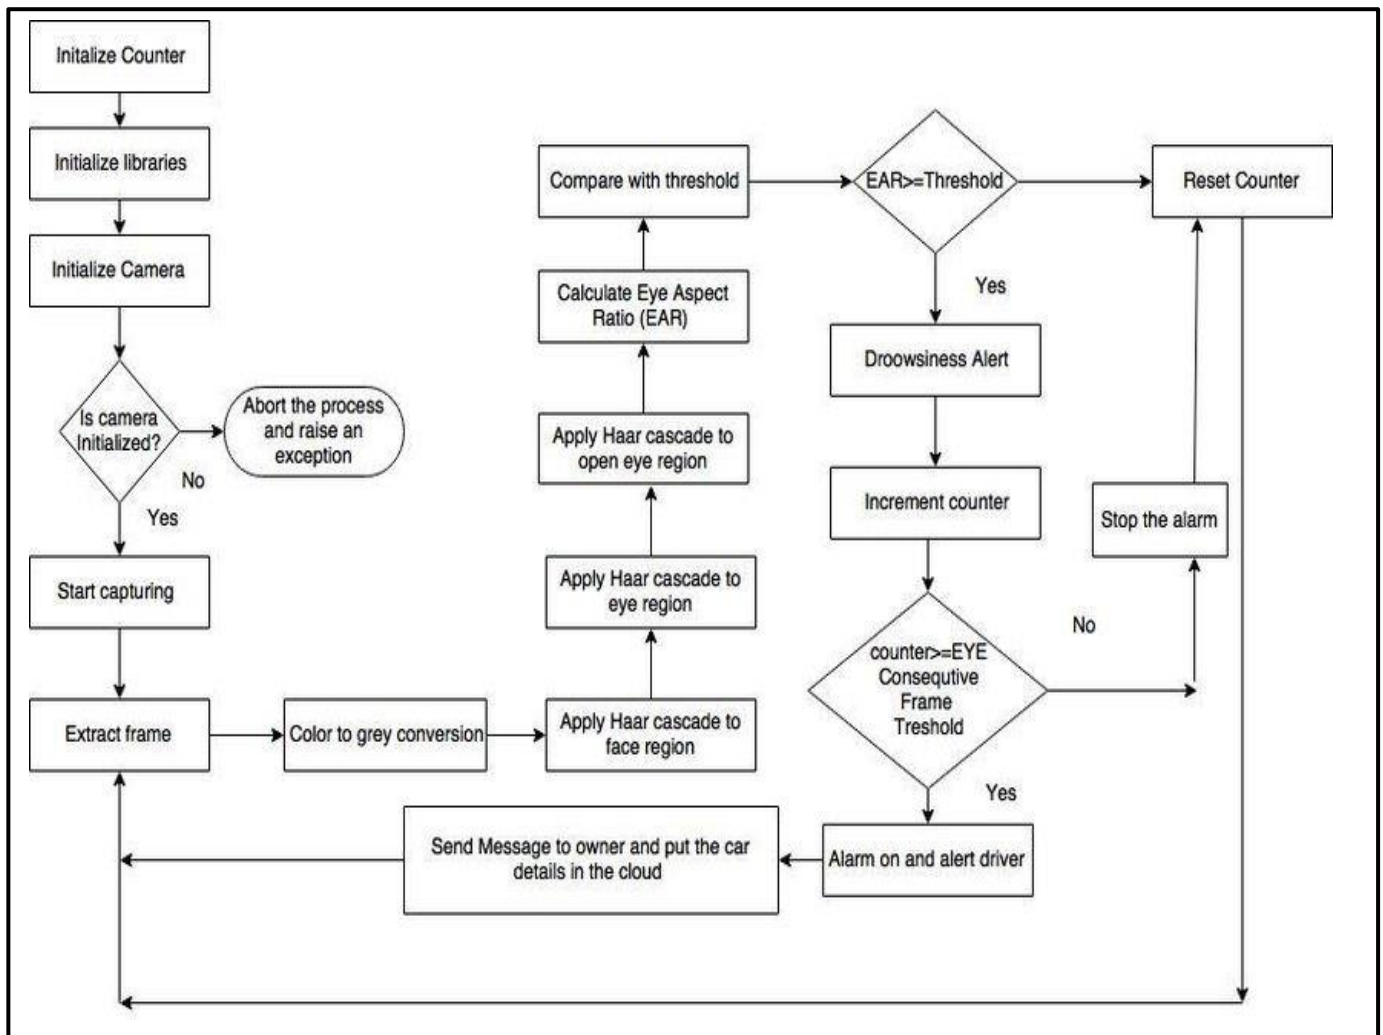 Initalize Counter
Initialize libraries
Initialize Camera
Is camera
Initialized?
No
Yes
Abort the process
and raise an
exception
Start capturing
Extract frame
Color to grey conversion
Apply Haar cascade to
face region
Apply Haar cascade to
eye region
Apply Haar cascade to
open eye region
Calculate Eye Aspect
Ratio (EAR)
Compare with threshold
EAR>=Threshold
Yes
Reset Counter
Droowsiness Alert
Increment counter
counter>=EYE
Consequtive
Frame
Treshold
No
Stop the alarm
Yes
Alarm on and alert driver
Send Message to owner and put the car
details in the cloud